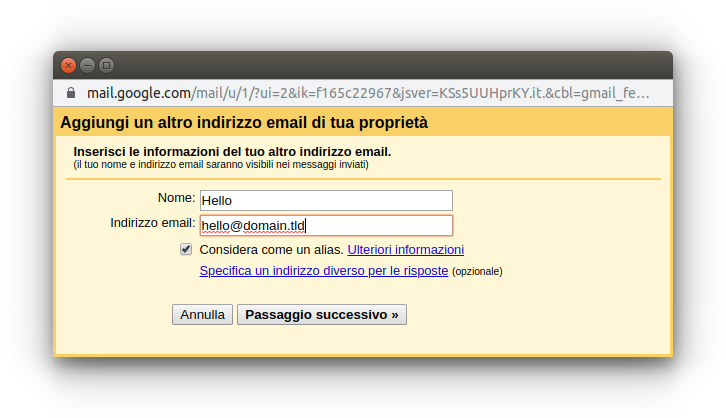 mail.google.com/mail/u/1/?ui=2&ik=f165c22967&jsver=KSs5UUHprKY.it.&cbl=gmail_fe…
Aggiungi un altro indirizzo email di tua proprietà
Inserisci le informazioni del tuo altro indirizzo email.
(il tuo nome e indirizzo email saranno visibili nei messaggi inviati)
Nome: Hello
Indirizzo email: hello@domain.tld
Considera come un alias. Ulteriori informazioni
Specifica un indirizzo diverso per le risposte (opzionale)
Annulla Passaggio successivo »